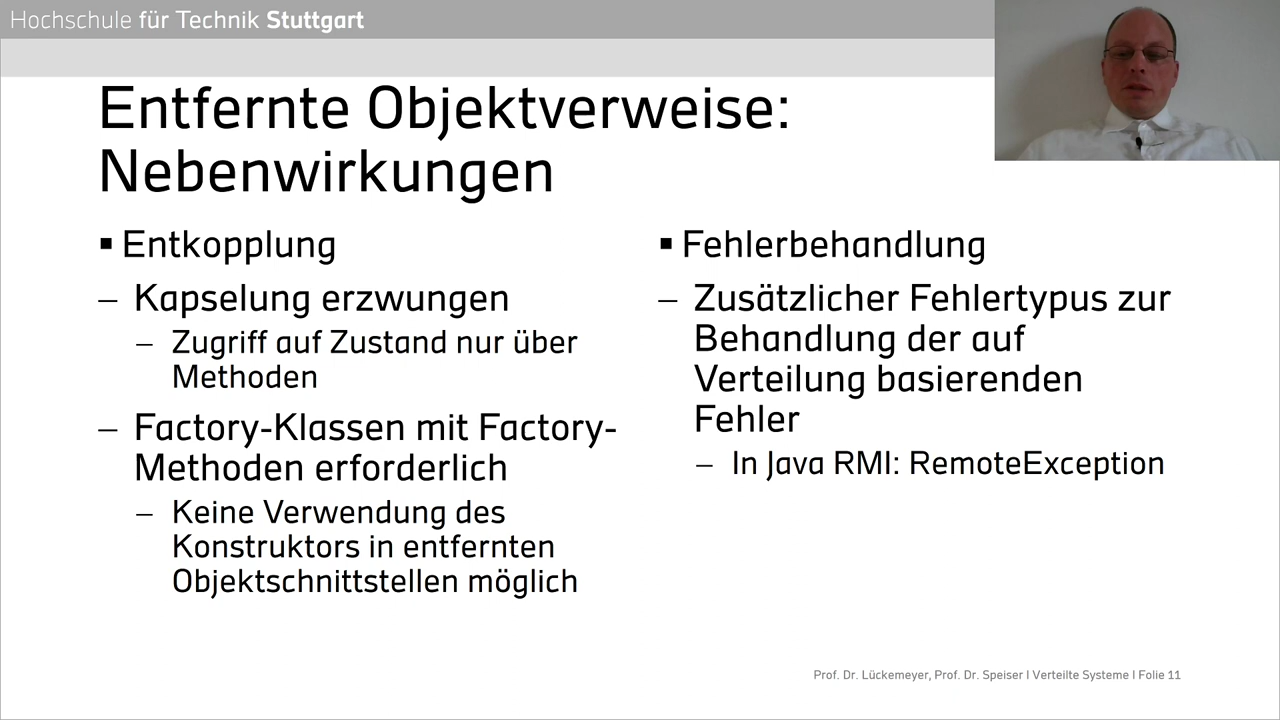 Hochschule für Technik Stuttgart
Entfernte Objektverweise:
Nebenwirkungen
▪ Entkopplung
– Kapselung erzwungen
– Zugriff auf Zustand nur über
Methoden
– Factory-Klassen mit Factory-
Methoden erforderlich
– Keine Verwendung des
Konstruktors in entfernten
Objektschnittstellen möglich
▪ Fehlerbehandlung
– Zusätzlicher Fehlertypus zur
Behandlung der auf
Verteilung basierenden
Fehler
– In Java RMI: RemoteException
Prof. Dr. Lückemeyer, Prof. Dr. Speiser I Verteilte Systeme I Folie 11